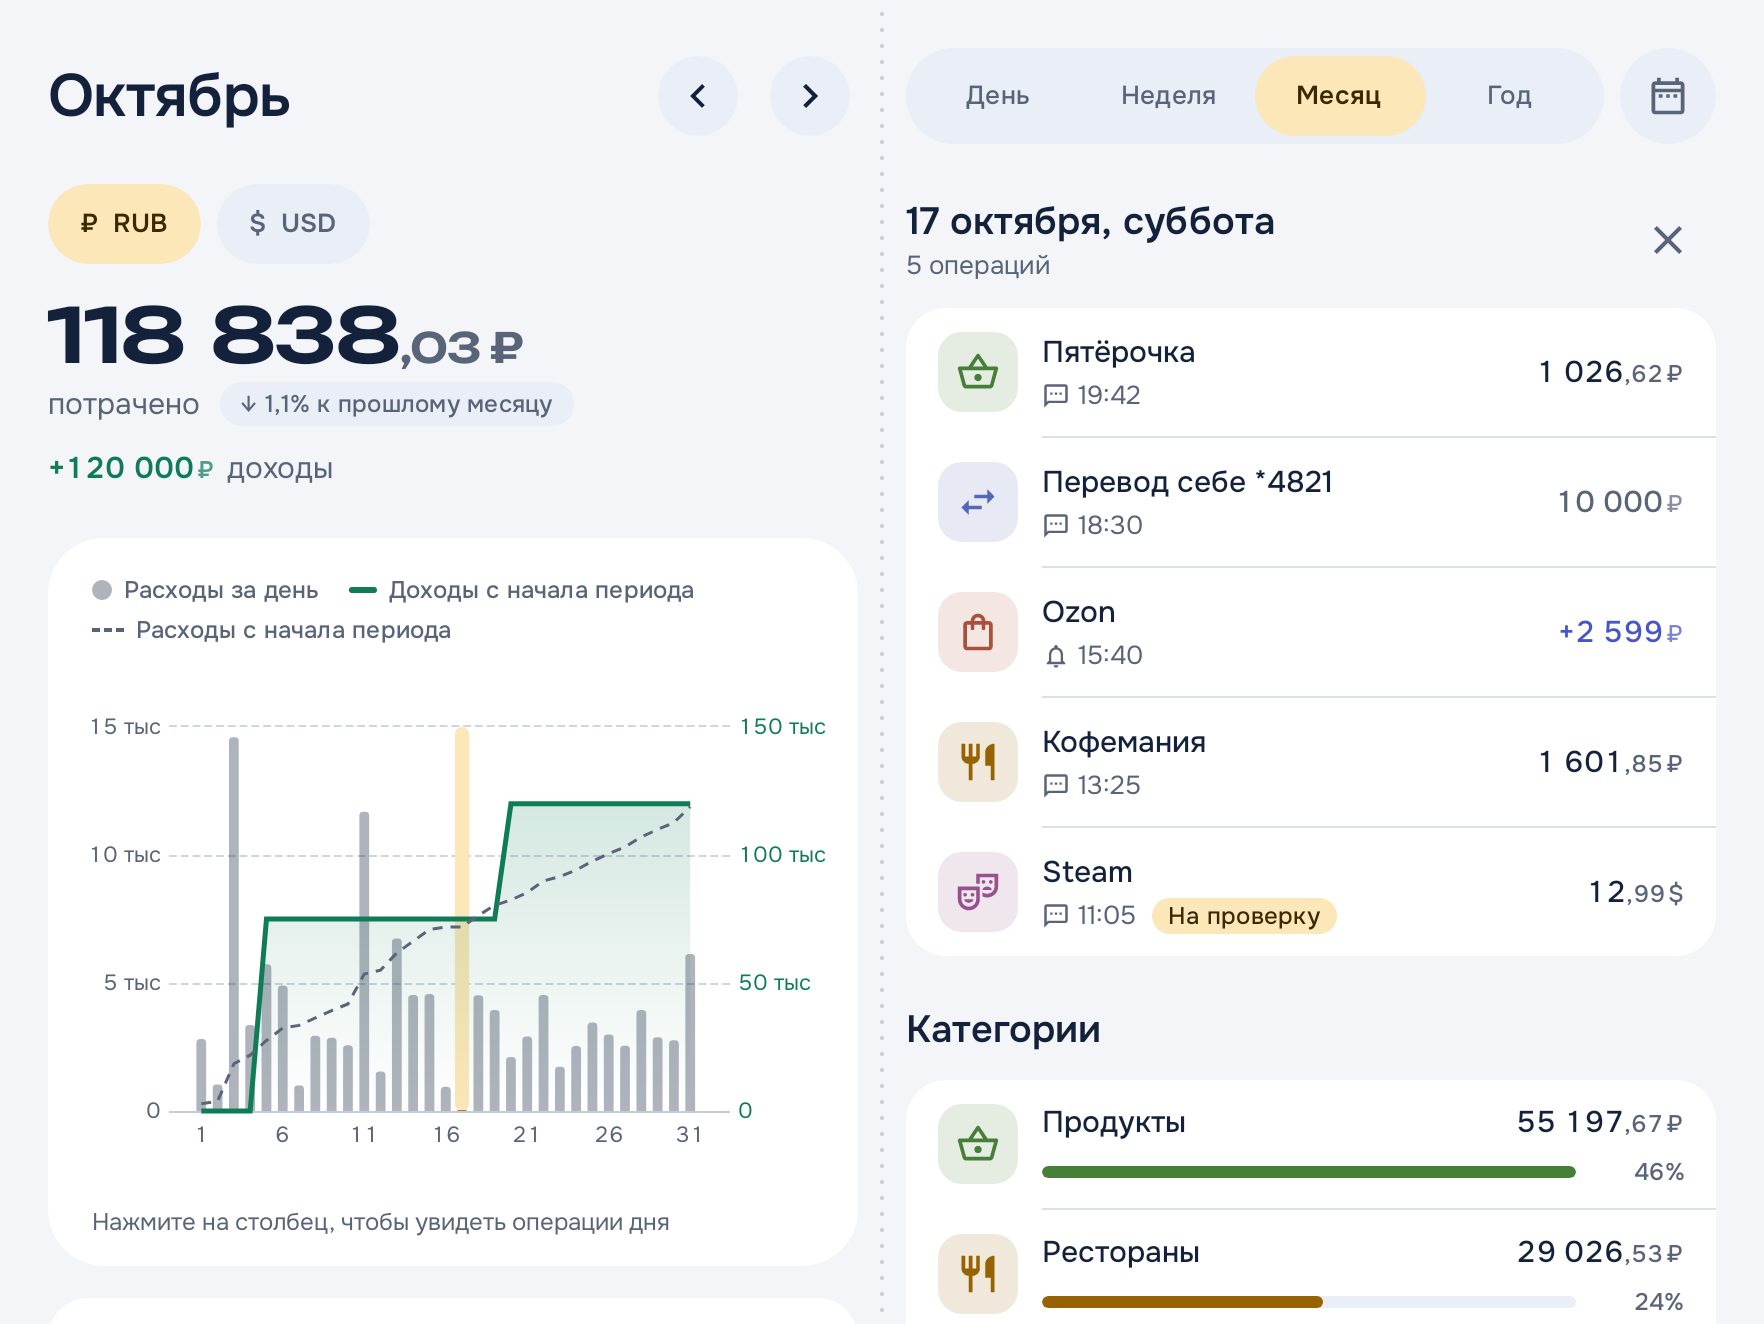 Октябрь
₽ RUB
$ USD
118 838,03 ₽
потрачено
↓ 1,1% к прошлому месяцу
+120 000 ₽ доходы
Расходы за день
Доходы с начала периода
Расходы с начала периода
15 тыс
150 тыс
10 тыс
100 тыс
5 тыс
50 тыс
0
0
1 6 11 16 21 26 31
Нажмите на столбец, чтобы увидеть операции дня
День
Неделя
Месяц
Год
17 октября, суббота
5 операций
Пятёрочка
1 026,62 ₽
19:42
Перевод себе *4821
10 000 ₽
18:30
Ozon
+2 599 ₽
15:40
Кофемания
1 601,85 ₽
13:25
Steam
12,99 $
11:05
На проверку
Категории
Продукты
55 197,67 ₽
46%
Рестораны
29 026,53 ₽
24%